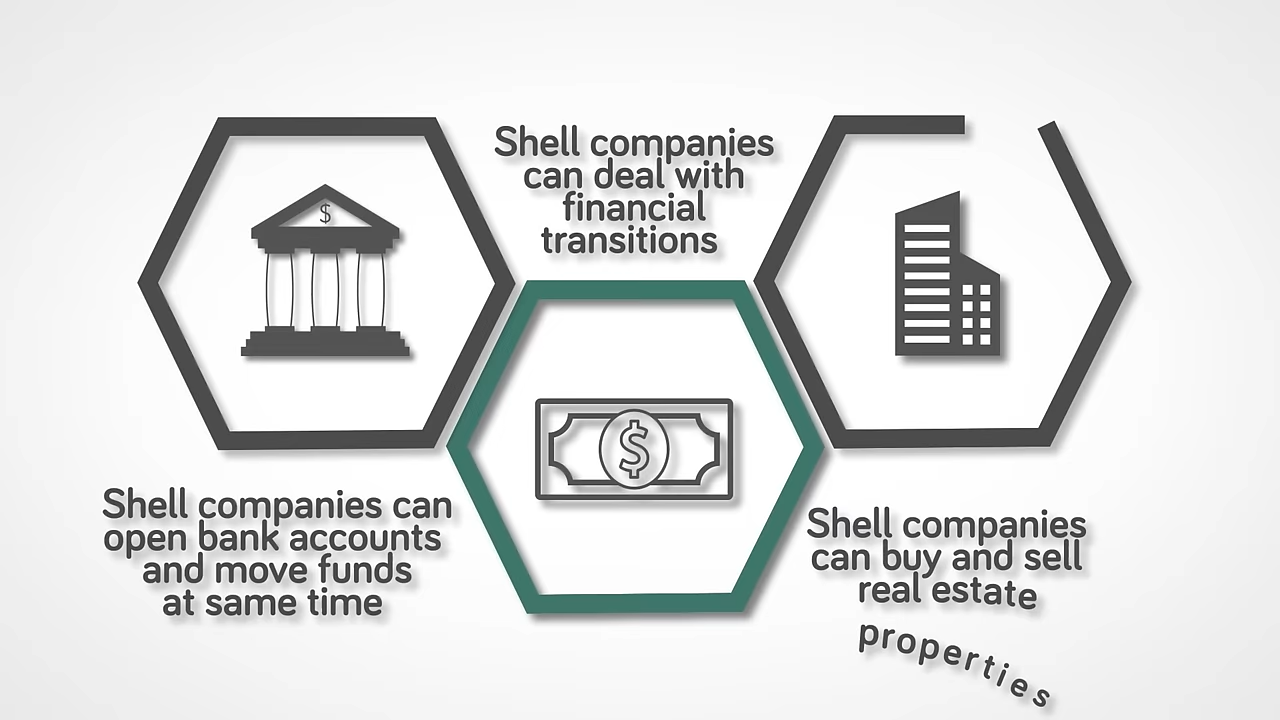 Shell companies
can deal with
financial
transitions
$
$
Shell companies can
open bank accounts
and move funds
at same time
Shell companies
can buy and sell
real estate
properties